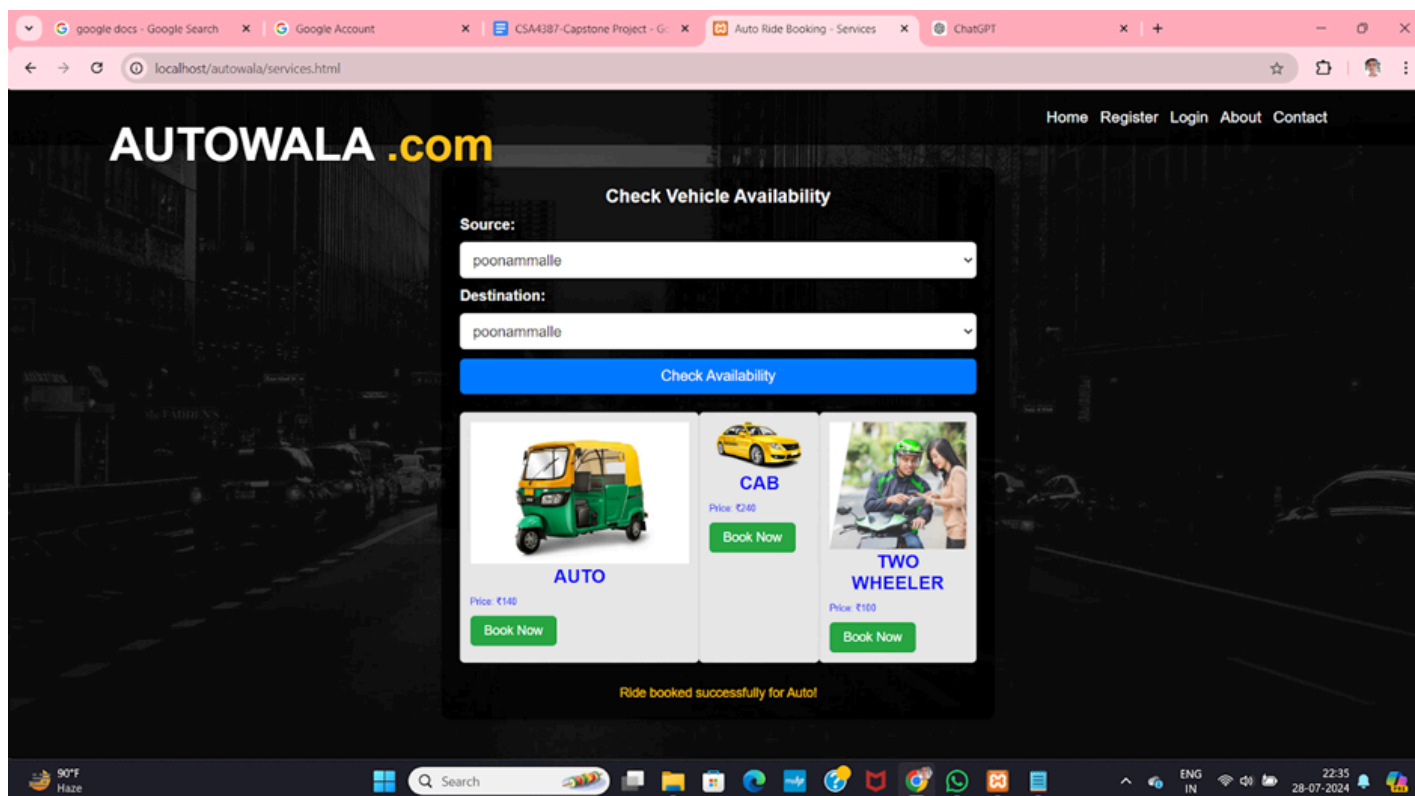 google docs - Google Search
Google Account
CSA4387-Capstone Project - Go
Auto Ride Booking - Services
ChatGPT
localhost/autowala/services.html
AUTOWALA .com
Home Register Login About Contact
Check Vehicle Availability
Source:
poonammalle
Destination:
poonammalle
Check Availability
AUTO
Price: ₹140
Book Now
CAB
Price: ₹240
Book Now
TWO
WHEELER
Price: ₹100
Book Now
Ride booked successfully for Auto!
90°F
Haze
Search
ENG
IN
22:35
28-07-2024